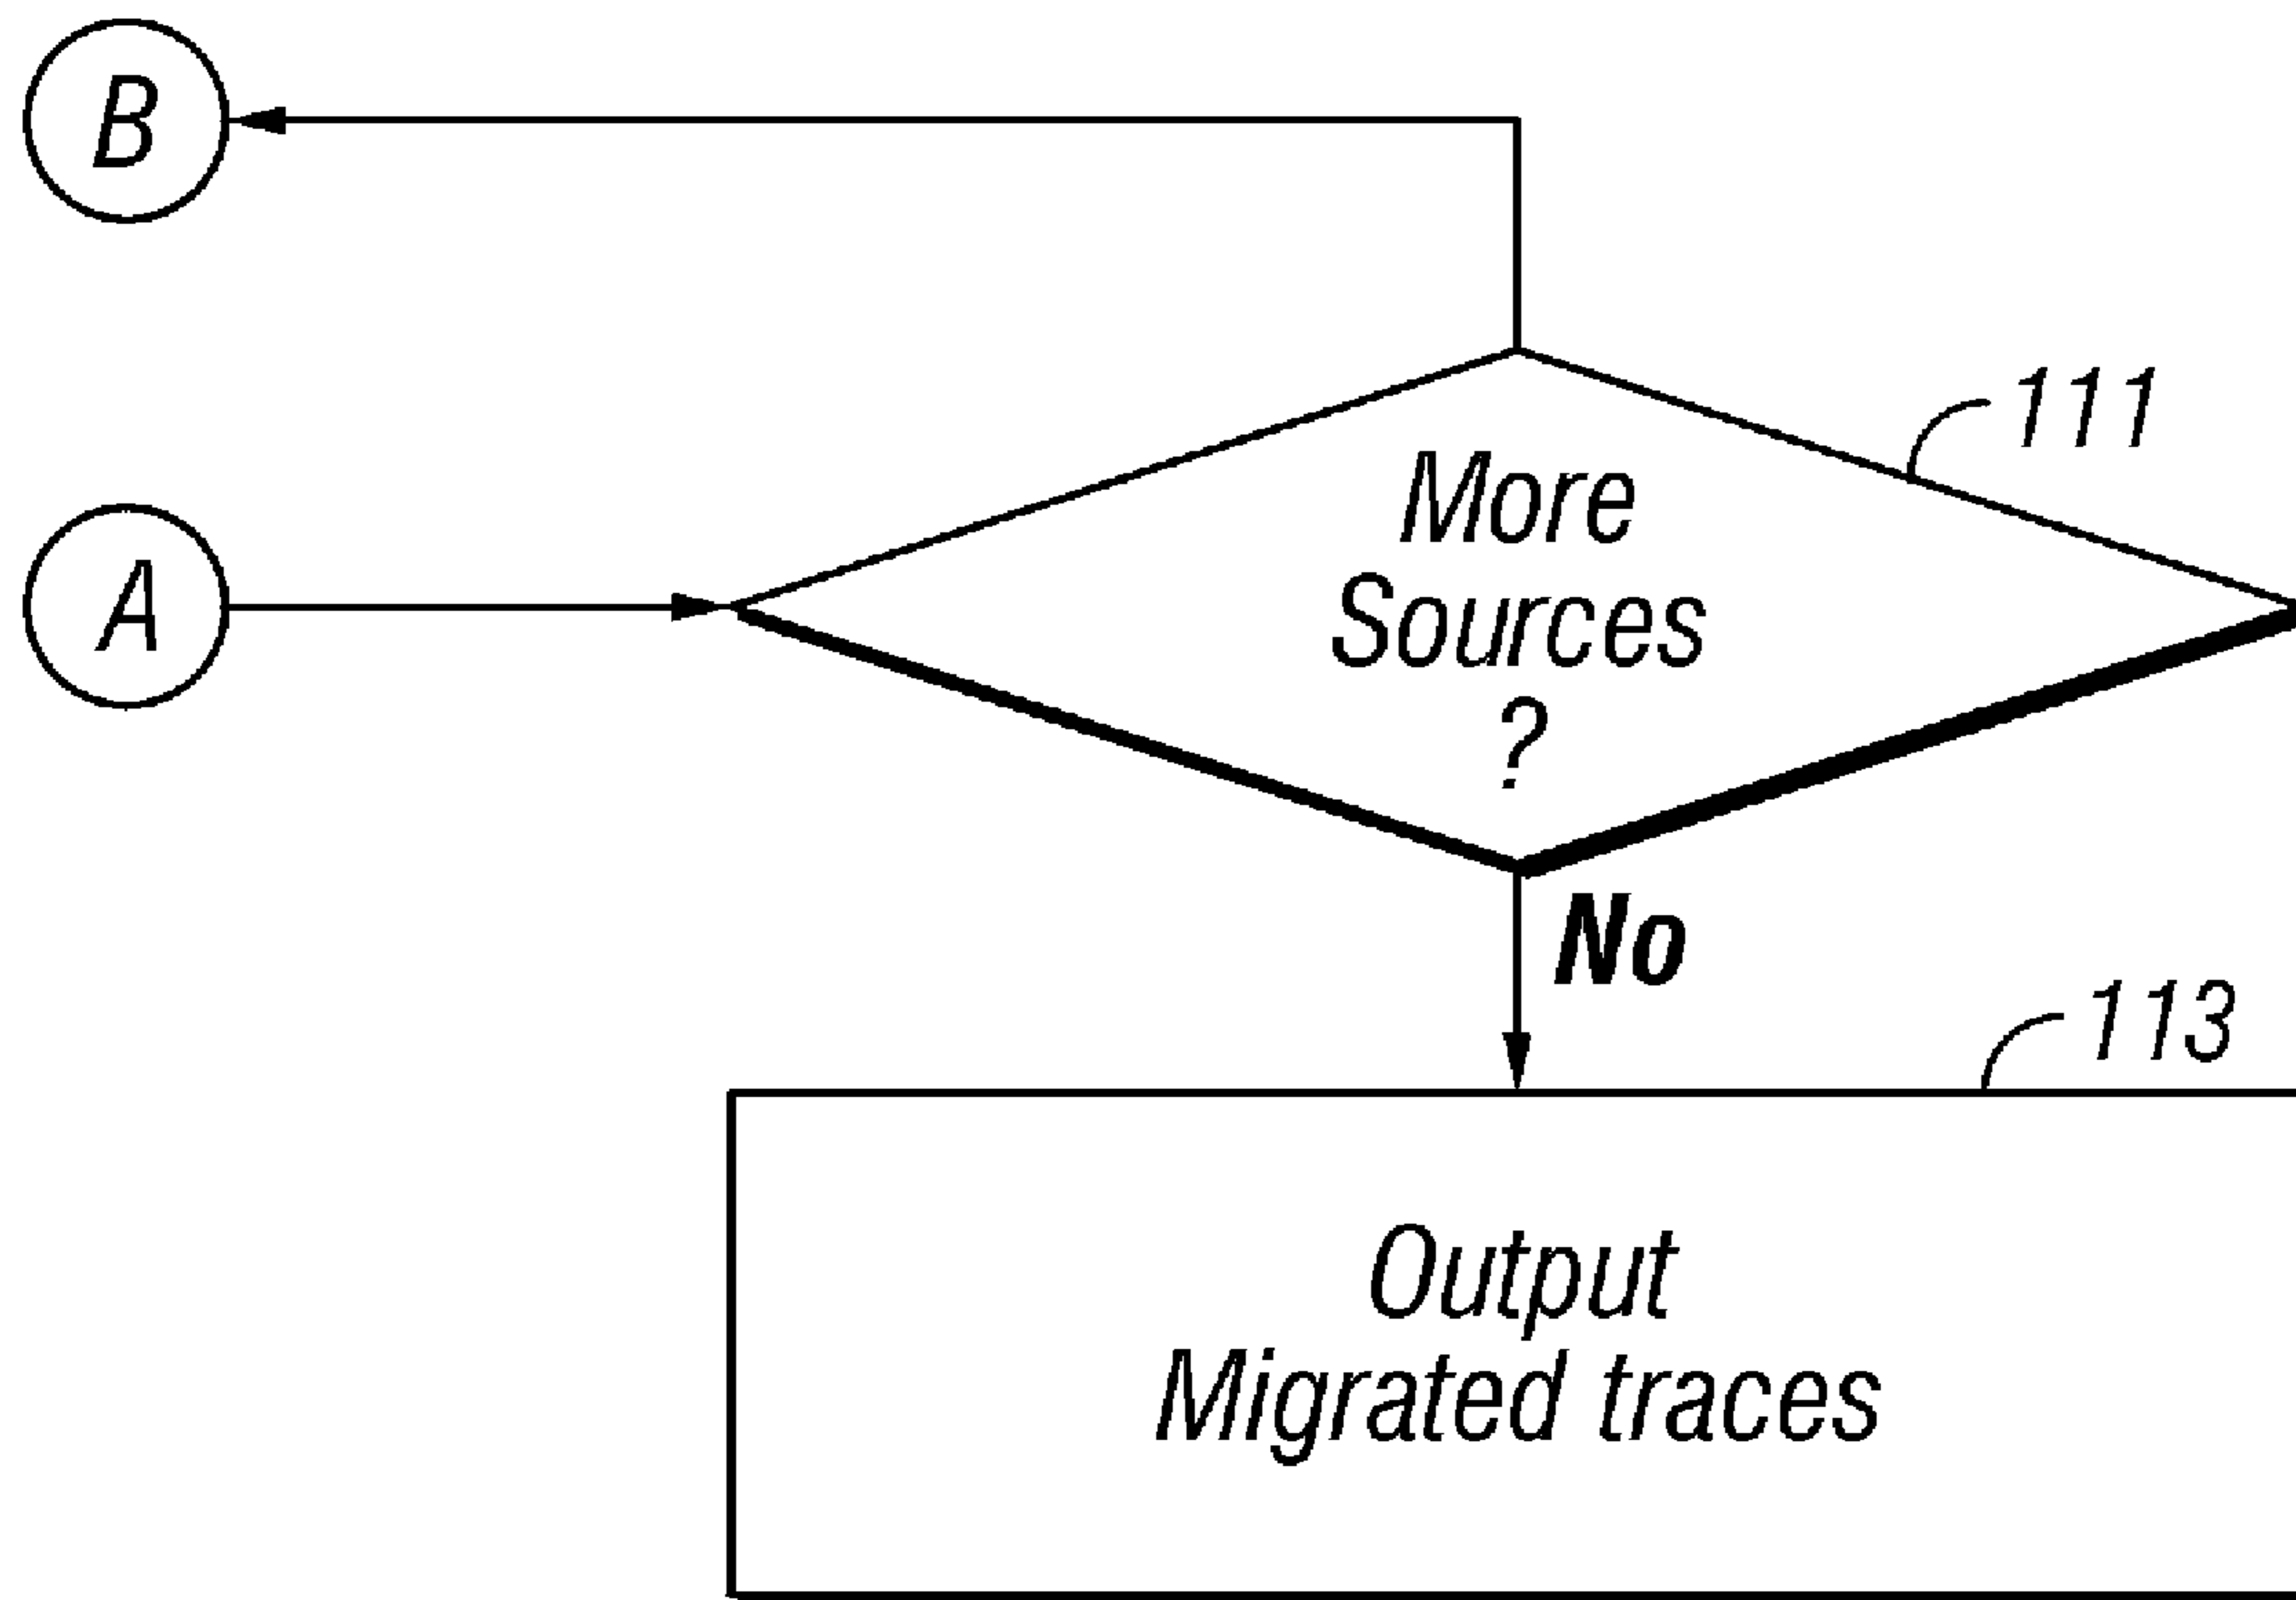 B
111
More
Sources
?
A
No
113
Output
Migrated traces